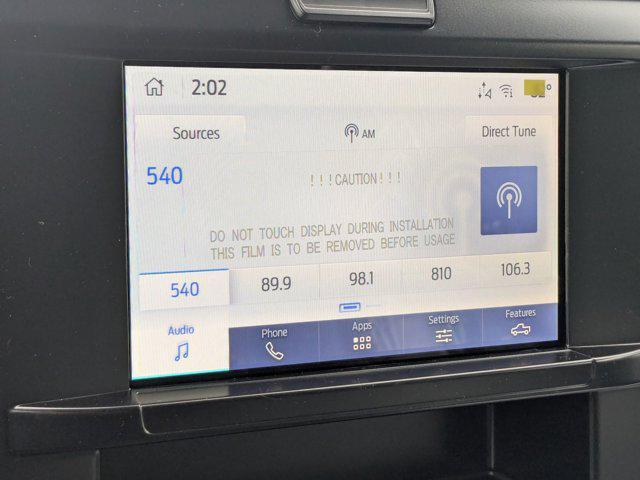 2:02
Sources
AM
Direct Tune
540
!!!CAUTION!!!
DO NOT TOUCH DISPLAY DURING INSTALLATION
THIS FILM IS TO BE REMOVED BEFORE USAGE
540 89.9 98.1 810 106.3
Audio Phone Apps Settings Features